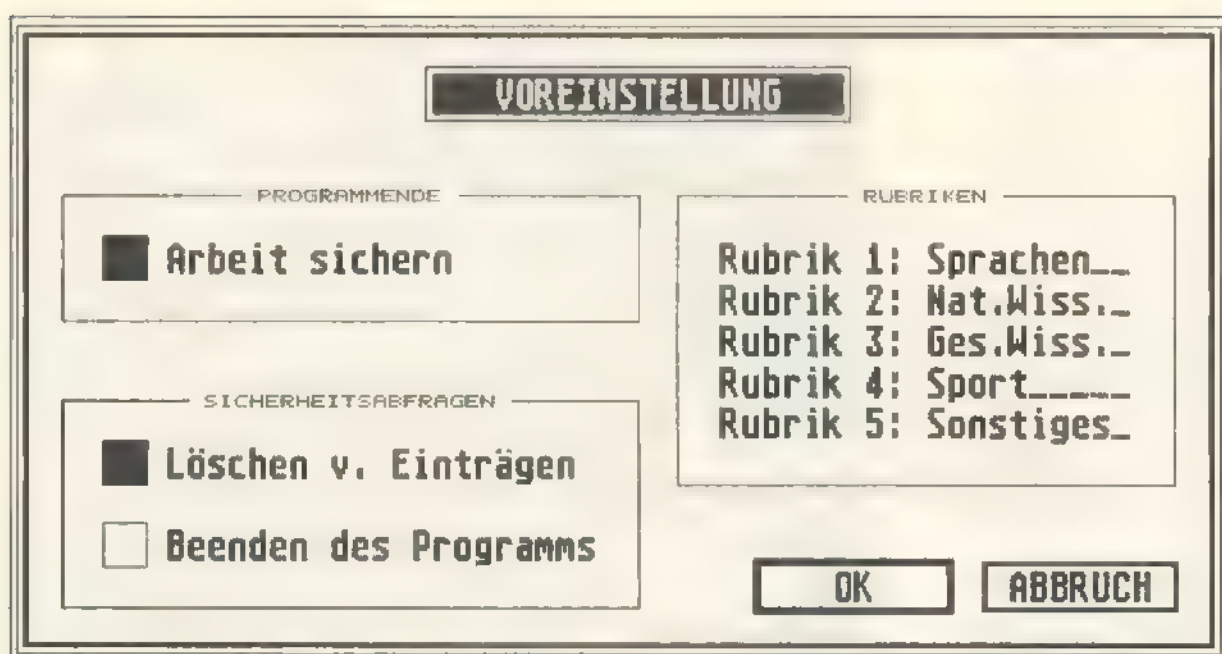 VOREINSTELLUNG
PROGRAMMENDE
Arbeit sichern
SICHERHEITSABFRAGEN
Löschen v. Einträgen
Beenden des Programms
RUBRIKEN
Rubrik 1: Sprachen__
Rubrik 2: Nat.Wiss._
Rubrik 3: Ges.Wiss._
Rubrik 4: Sport_____
Rubrik 5: Sonstiges_
OK
ABBRUCH